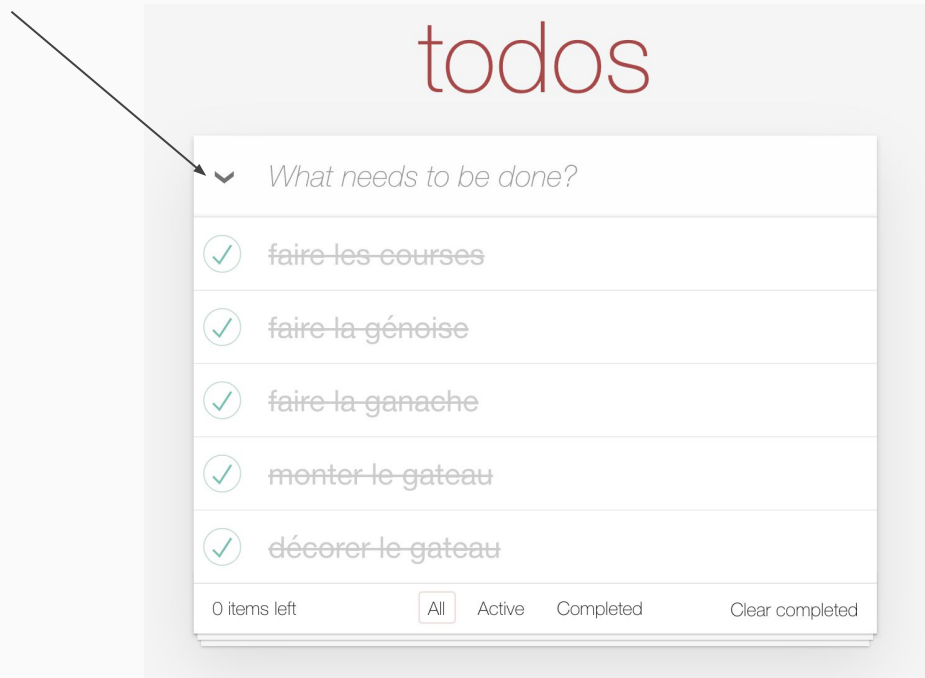 todos
What needs to be done?
faire les courses
faire la génoise
faire la ganache
monter le gateau
décorer le gateau
0 items left All Active Completed Clear completed